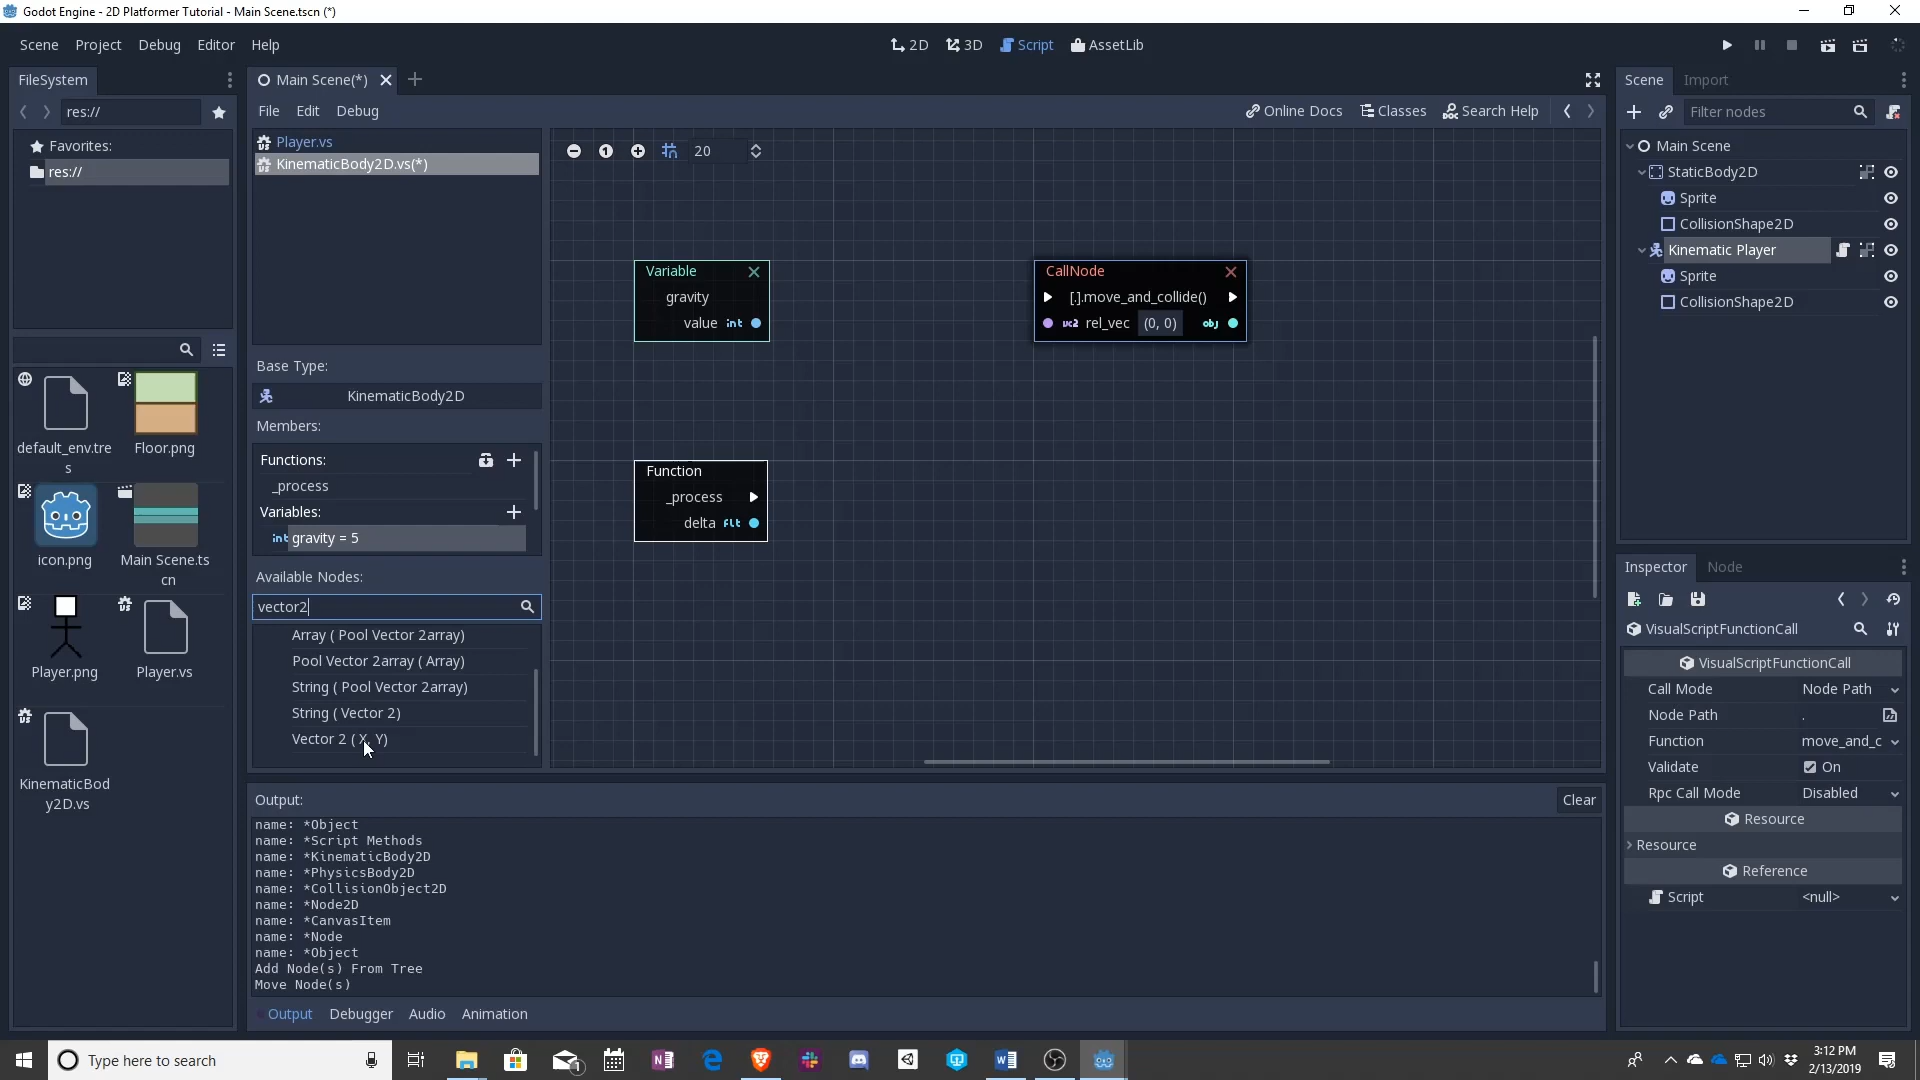 Godot Engine - 2D Platformer Tutorial - Main Scene.tscn (*)
Scene Project Debug Editor Help
2D 3D Script AssetLib
FileSystem
res://
Favorites:
res://
default_env.tre
s
Floor.png
icon.png
Main Scene.ts
cn
Player.png
Player.vs
KinematicBod
y2D.vs
Main Scene(*)
File Edit Debug
Online Docs Classes Search Help
Player.vs
KinematicBody2D.vs(*)
Base Type:
KinematicBody2D
Members:
Functions:
_process
Variables:
int gravity = 5
Available Nodes:
vector2
Array ( Pool Vector 2array)
Pool Vector 2array ( Array)
String ( Pool Vector 2array)
String ( Vector 2)
Vector 2 ( X, Y)
20
Variable
gravity
value int
CallNode
[.].move_and_collide()
vc2 rel_vec (0, 0) obj
Function
_process
delta flt
Output:
Clear
name: *Object
name: *Script Methods
name: *KinematicBody2D
name: *PhysicsBody2D
name: *CollisionObject2D
name: *Node2D
name: *CanvasItem
name: *Node
name: *Object
Add Node(s) From Tree
Move Node(s)
Output Debugger Audio Animation
Scene Import
Filter nodes
Main Scene
StaticBody2D
Sprite
CollisionShape2D
Kinematic Player
Sprite
CollisionShape2D
Inspector Node
VisualScriptFunctionCall
VisualScriptFunctionCall
Call Mode Node Path
Node Path .
Function move_and_c
Validate On
Rpc Call Mode Disabled
Resource
Resource
Reference
Script <null>
Type here to search
3:12 PM
2/13/2019